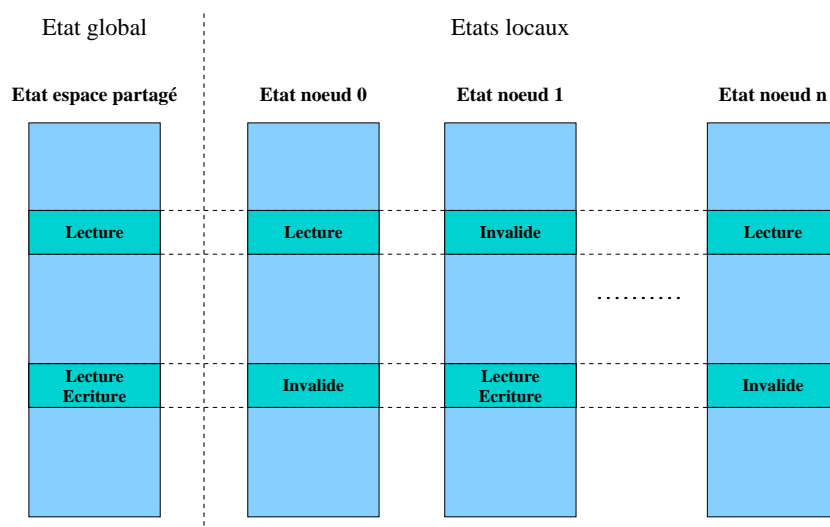 Etat global
Etats locaux
Etat espace partagé
Etat noeud 0
Etat noeud 1
Etat noeud n
Lecture
Lecture
Invalide
Lecture
Lecture
Ecriture
Invalide
Lecture
Ecriture
Invalide